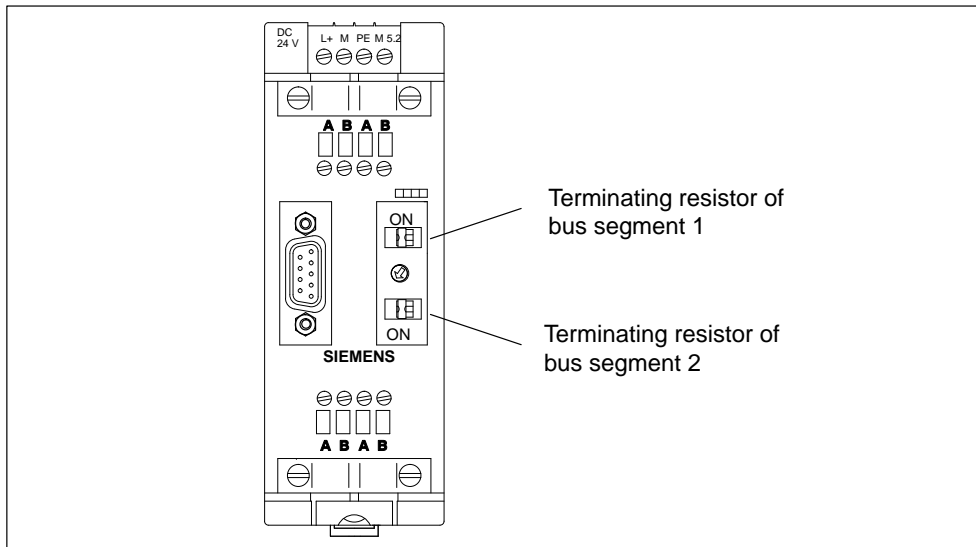 DC
24 V
L+ M PE M 5.2
A B A B
ON
Terminating resistor of
bus segment 1
ON
Terminating resistor of
bus segment 2
SIEMENS
A B A B